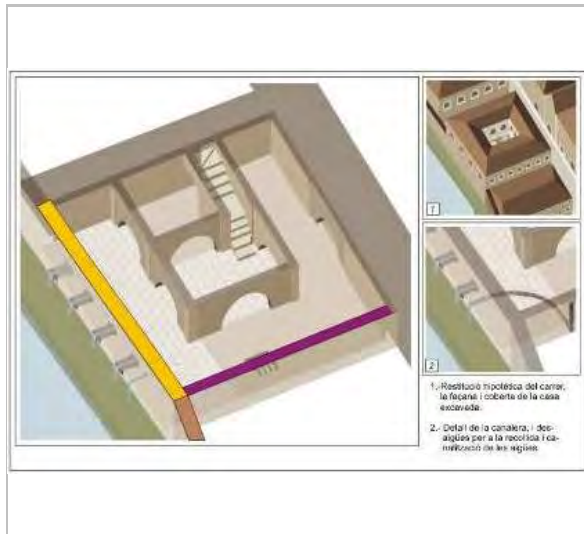 1
2
1.-Restitució hipotètica del carrer,
la façana i coberta de la casa
excavada.
2.- Detall de la canalera, i des-
aigües per a la recollida i ca-
nalització de les aigües.